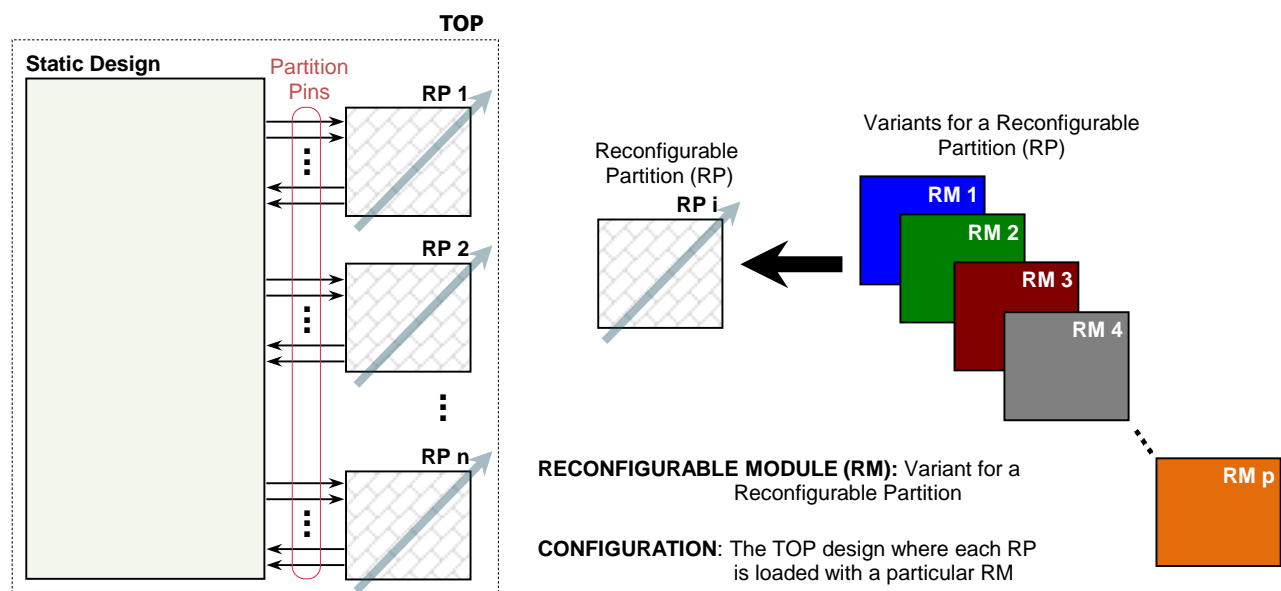 TOP
Static Design
Partition
Pins
RP 1
RP 2
RP n
Reconfigurable
Partition (RP)
RP i
Variants for a Reconfigurable
Partition (RP)
RM 1
RM 2
RM 3
RM 4
RM p
RECONFIGURABLE MODULE (RM): Variant for a
Reconfigurable Partition
CONFIGURATION: The TOP design where each RP
is loaded with a particular RM